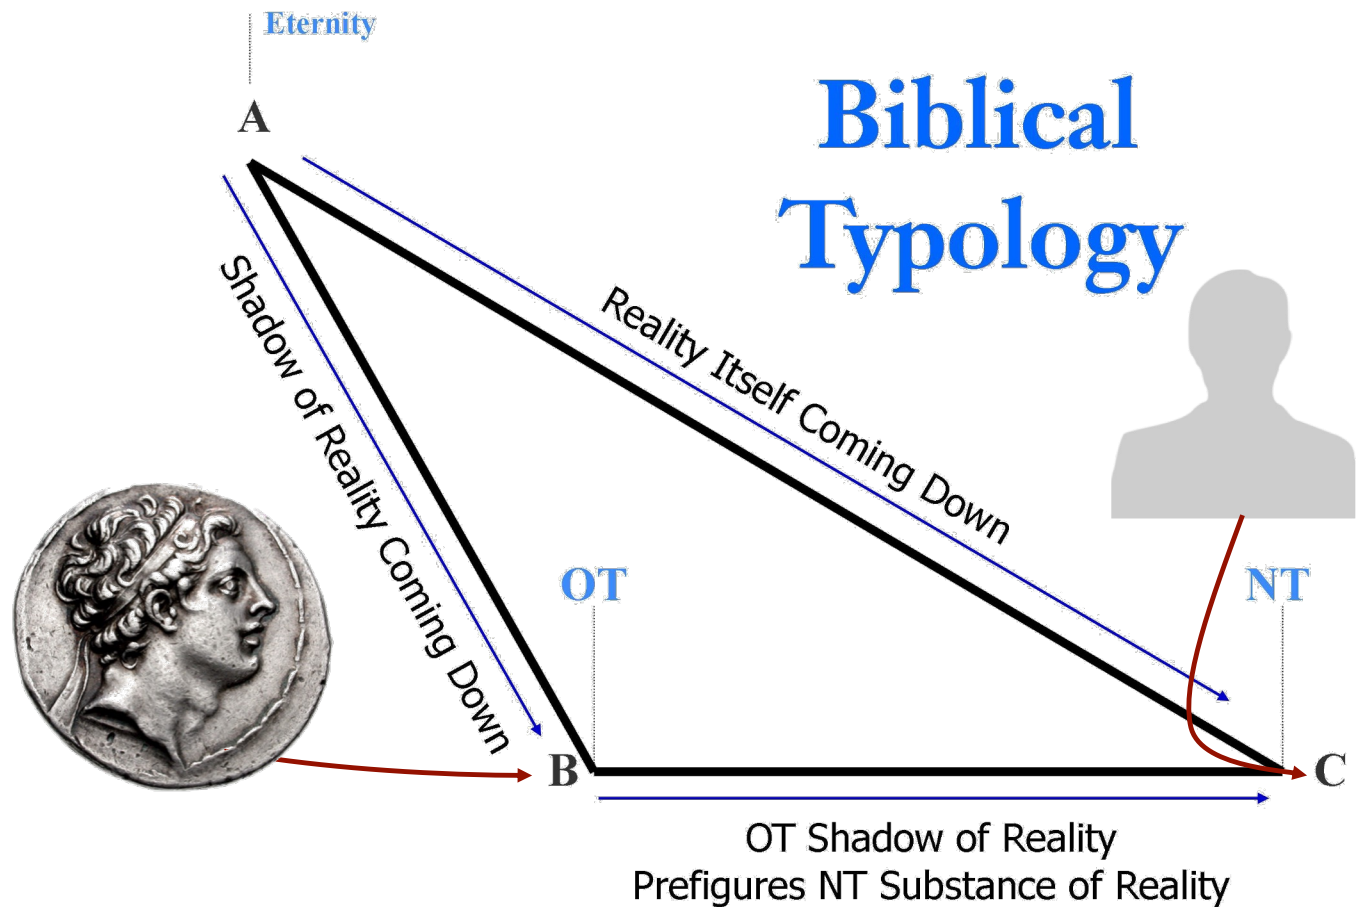 Eternity
A
Biblical
Typology
Shadow of Reality Coming Down
Reality Itself Coming Down
OT
NT
B
C
OT Shadow of Reality
Prefigures NT Substance of Reality